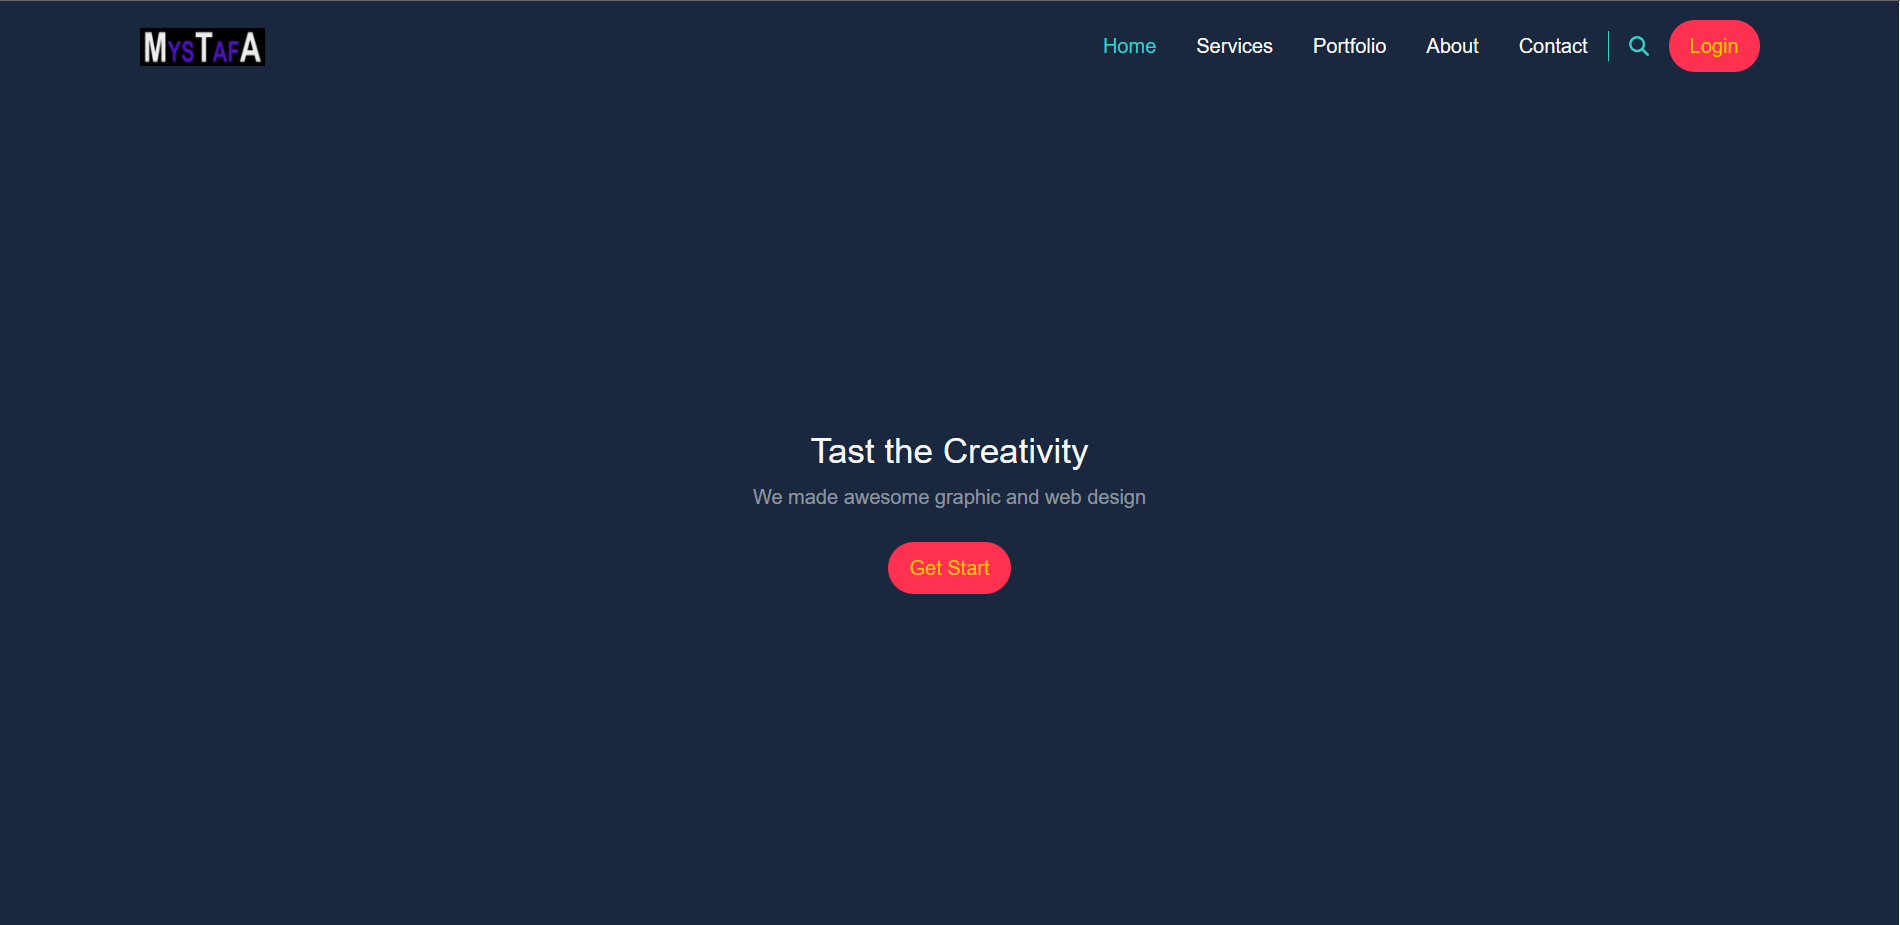 MYSTAFA
Home Services Portfolio About Contact Login
Tast the Creativity
We made awesome graphic and web design
Get Start